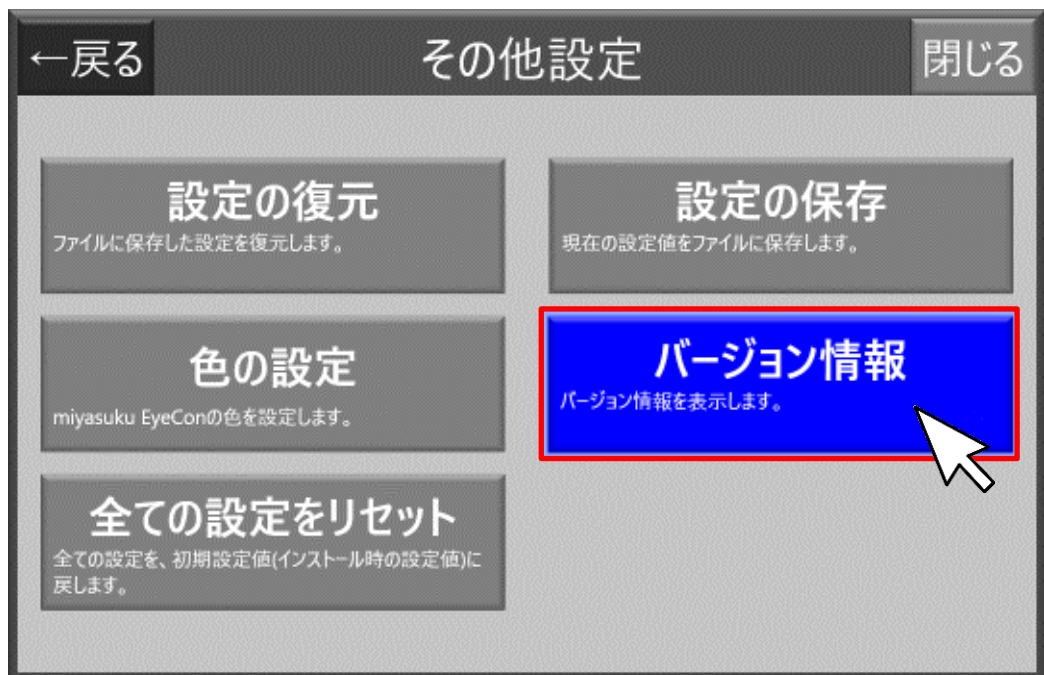 ←戻る
その他設定
閉じる
設定の復元
ファイルに保存した設定を復元します。
設定の保存
現在の設定値をファイルに保存します。
色の設定
miyasuku EyeConの色を設定します。
バージョン情報
バージョン情報を表示します。
全ての設定をリセット
全ての設定を、初期設定値(インストール時の設定値)に
戻します。